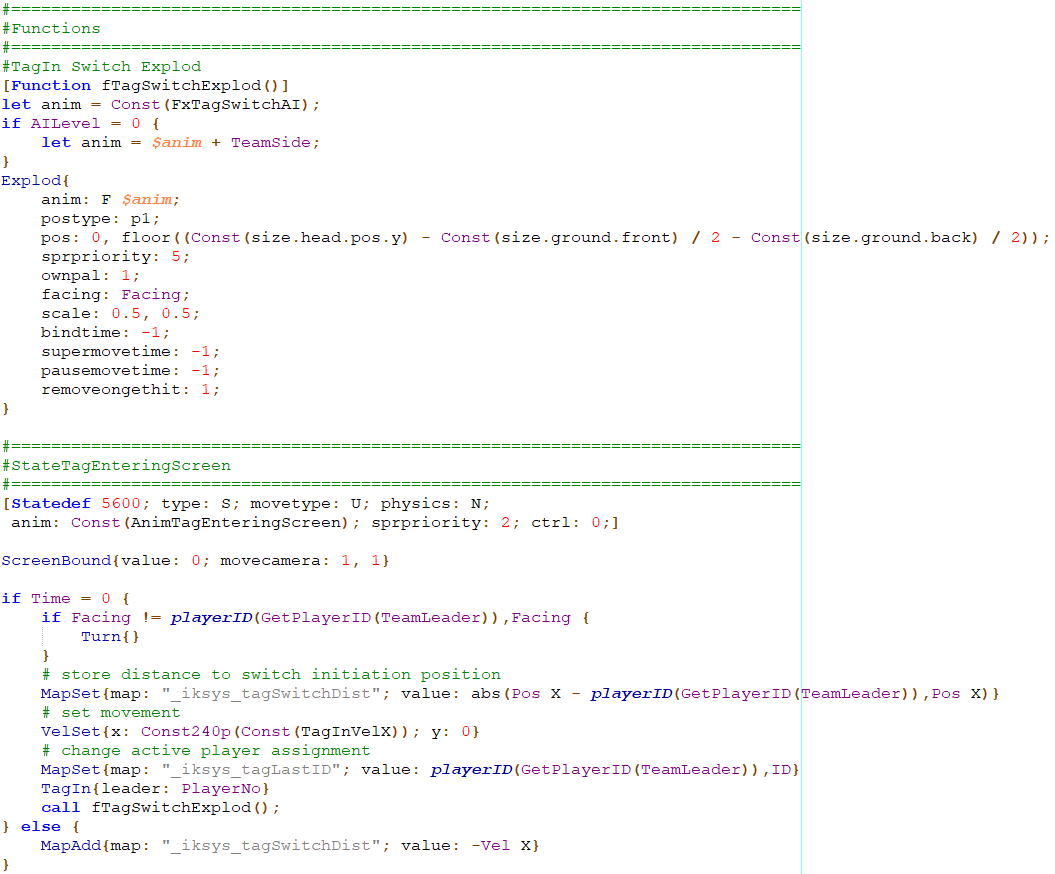 #===============================================================================
#Functions
#===============================================================================
#TagIn Switch Explod
[Function fTagSwitchExplod()]
let anim = Const(FxTagSwitchAI);
if AILevel = 0 {
    let anim = $anim + TeamSide;
}
Explod{
    anim: F $anim;
    postype: p1;
    pos: 0, floor((Const(size.head.pos.y) - Const(size.ground.front) / 2 - Const(size.ground.back) / 2));
    sprpriority: 5;
    ownpal: 1;
    facing: Facing;
    scale: 0.5, 0.5;
    bindtime: -1;
    supermovetime: -1;
    pausemovetime: -1;
    removeongethit: 1;
}

#===============================================================================
#StateTagEnteringScreen
#===============================================================================
[Statedef 5600; type: S; movetype: U; physics: N;
 anim: Const(AnimTagEnteringScreen); sprpriority: 2; ctrl: 0;]

ScreenBound{value: 0; movecamera: 1, 1}

if Time = 0 {
    if Facing != playerID(GetPlayerID(TeamLeader)),Facing {
        Turn{}
    }
    # store distance to switch initiation position
    MapSet{map: "_iksys_tagSwitchDist"; value: abs(Pos X - playerID(GetPlayerID(TeamLeader)),Pos X)}
    # set movement
    VelSet{x: Const240p(Const(TagInVelX)); y: 0}
    # change active player assignment
    MapSet{map: "_iksys_tagLastID"; value: playerID(GetPlayerID(TeamLeader)),ID}
    TagIn{leader: PlayerNo}
    call fTagSwitchExplod();
} else {
    MapAdd{map: "_iksys_tagSwitchDist"; value: -Vel X}
}